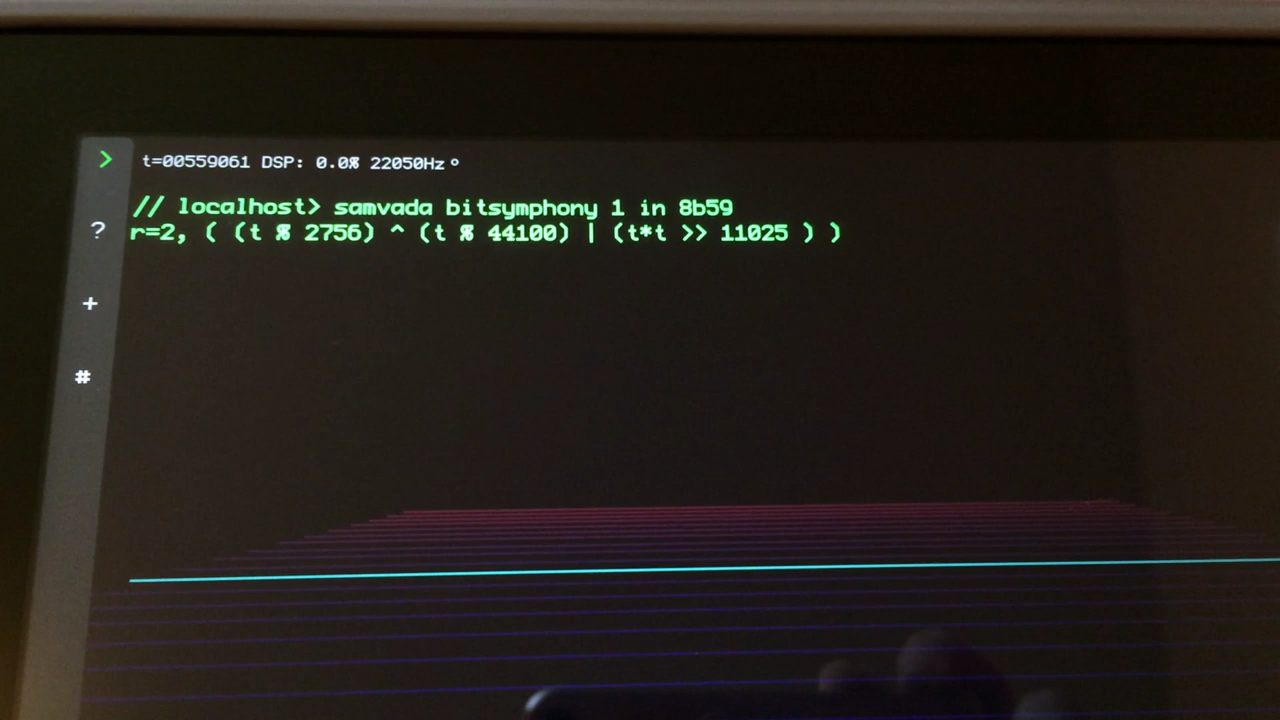 > t=00559061 DSP: 0.0% 22050Hz °
// localhost> samvada bitsymphony 1 in 8b59
? r=2, ( (t % 2756) ^ (t % 44100) | (t*t >> 11025 ) )
+
#